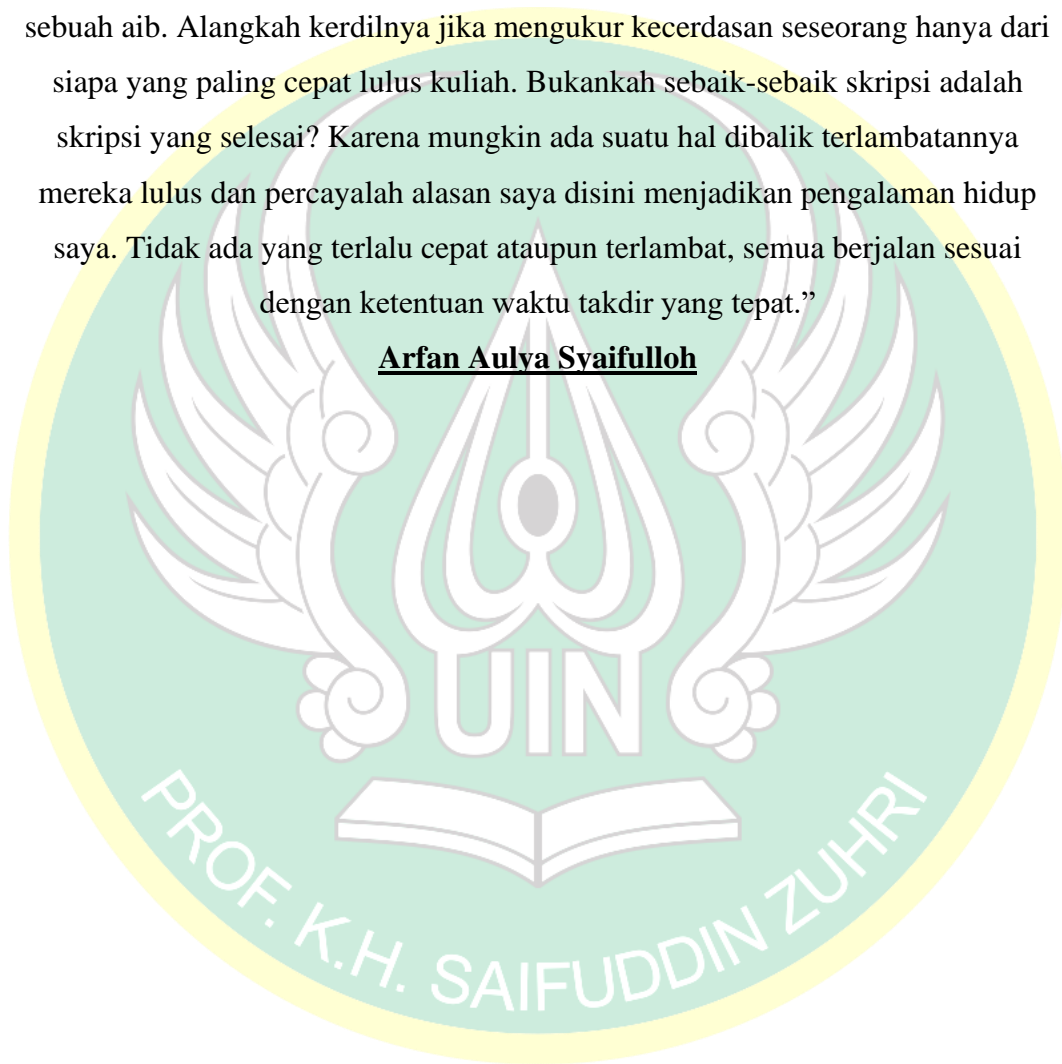 sebuah aib. Alangkah kerdilnya jika mengukur kecerdasan seseorang hanya dari
siapa yang paling cepat lulus kuliah. Bukankah sebaik-sebaik skripsi adalah
skripsi yang selesai? Karena mungkin ada suatu hal dibalik terlambatannya
mereka lulus dan percayalah alasan saya disini menjadikan pengalaman hidup
saya. Tidak ada yang terlalu cepat ataupun terlambat, semua berjalan sesuai
dengan ketentuan waktu takdir yang tepat.”
Arfan Aulya Syaifulloh
UIN
PROF. K.H. SAIFUDDIN ZUHRI